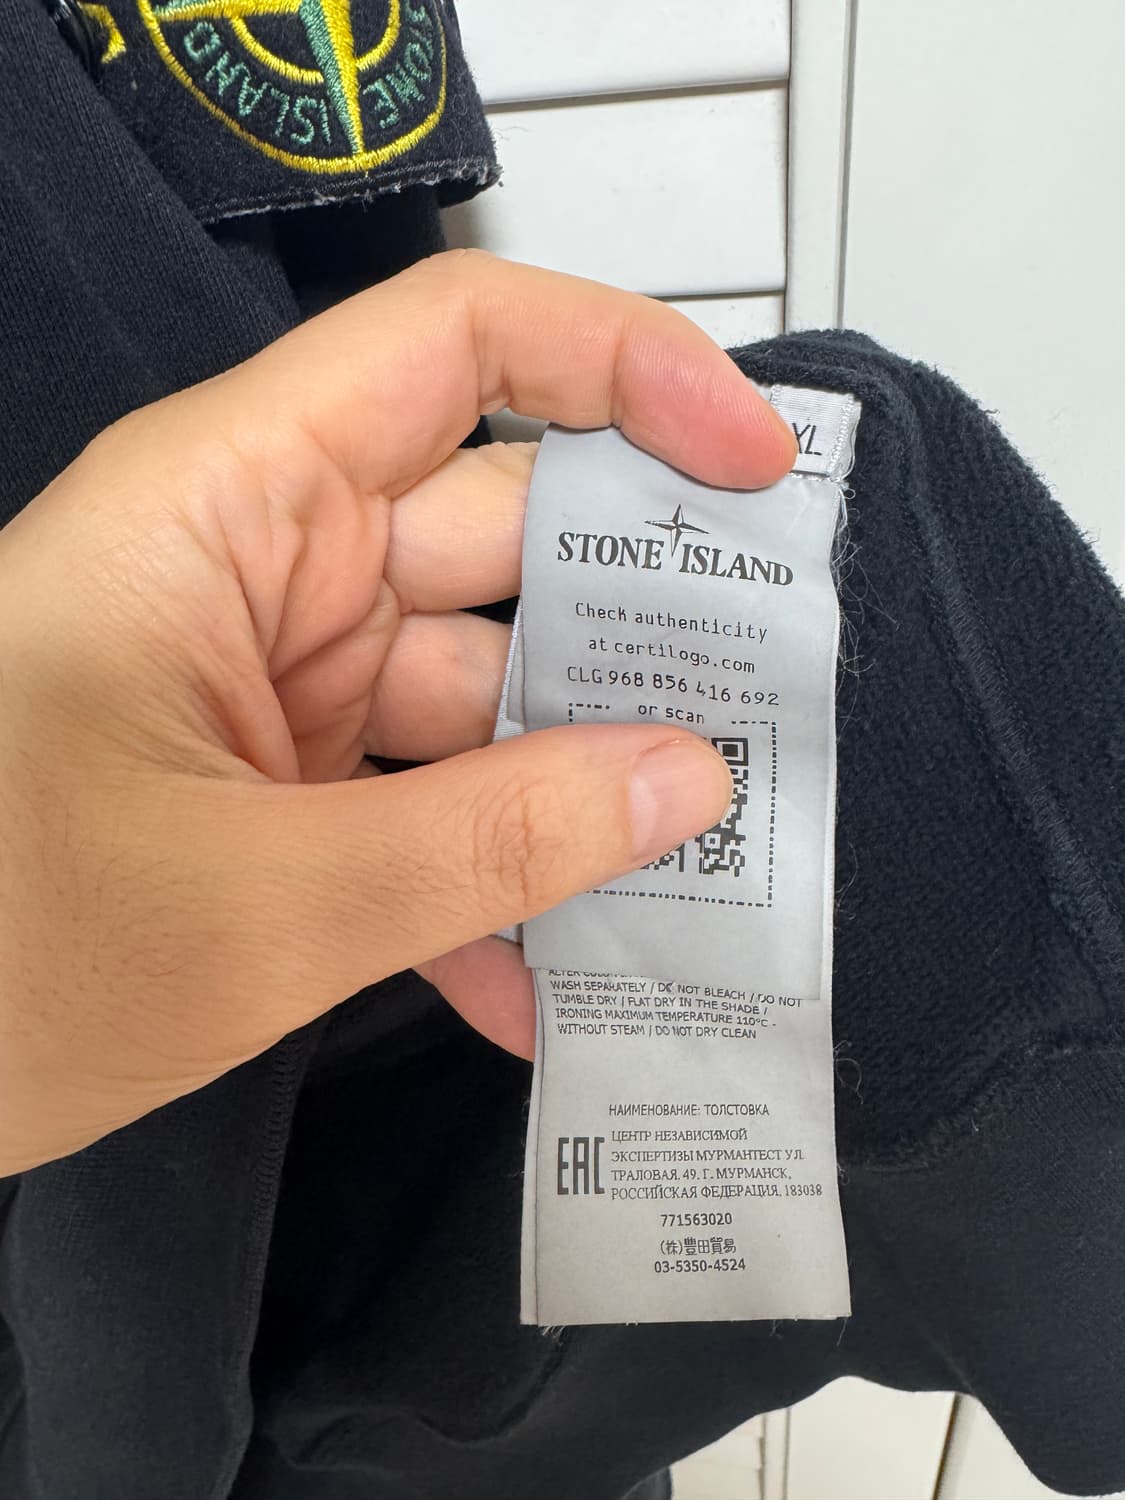 STONE
ISLAND
XL
STONE ISLAND
Check authenticity
at certilogo.com
CLG 968 856 416 692
or scan
WASH SEPARATELY / DO NOT BLEACH / DO NOT
TUMBLE DRY / FLAT DRY IN THE SHADE /
IRONING MAXIMUM TEMPERATURE 110°C -
WITHOUT STEAM / DO NOT DRY CLEAN
НАИМЕНОВАНИЕ: ТОЛСТОВКА
EAC
ЦЕНТР НЕЗАВИСИМОЙ
ЭКСПЕРТИЗЫ МУРМАНТЕСТ УЛ.
ТРАЛОВАЯ, 49, Г. МУРМАНСК,
РОССИЙСКАЯ ФЕДЕРАЦИЯ, 183038
771563020
(株)豊田貿易
03-5350-4524